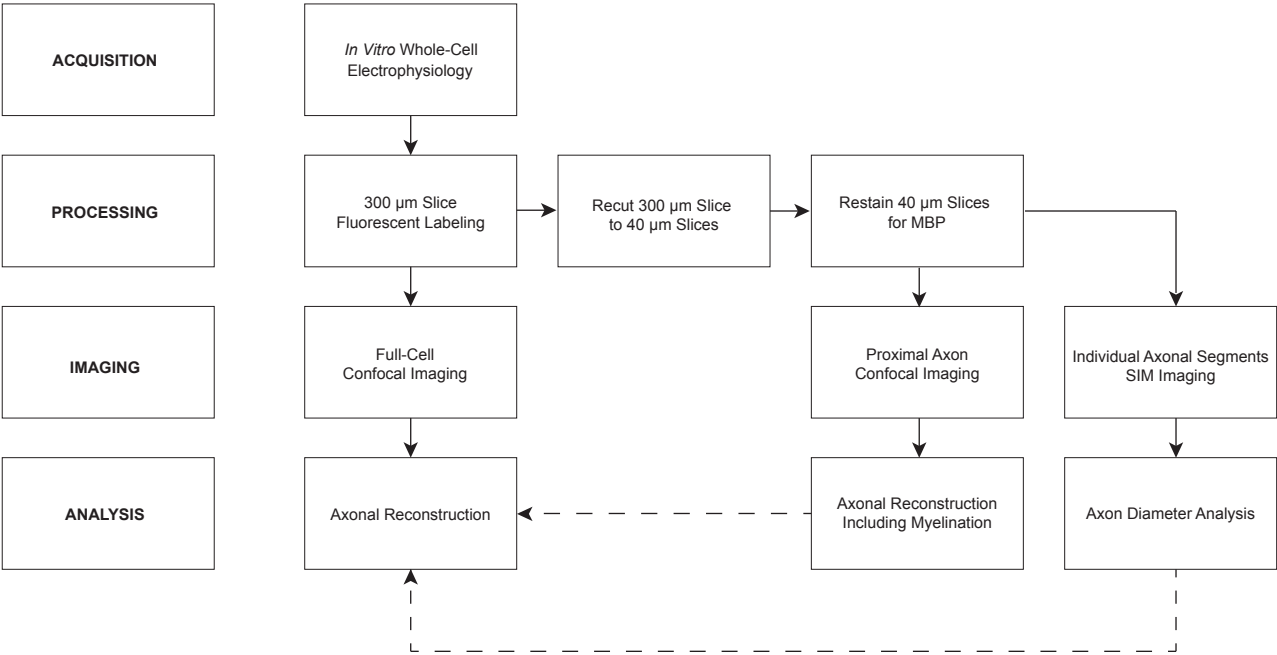 ACQUISITION
In Vitro Whole-Cell
Electrophysiology
PROCESSING
300 µm Slice
Fluorescent Labeling
Recut 300 µm Slice
to 40 µm Slices
Restain 40 µm Slices
for MBP
IMAGING
Full-Cell
Confocal Imaging
Proximal Axon
Confocal Imaging
Individual Axonal Segments
SIM Imaging
ANALYSIS
Axonal Reconstruction
Axonal Reconstruction
Including Myelination
Axon Diameter Analysis